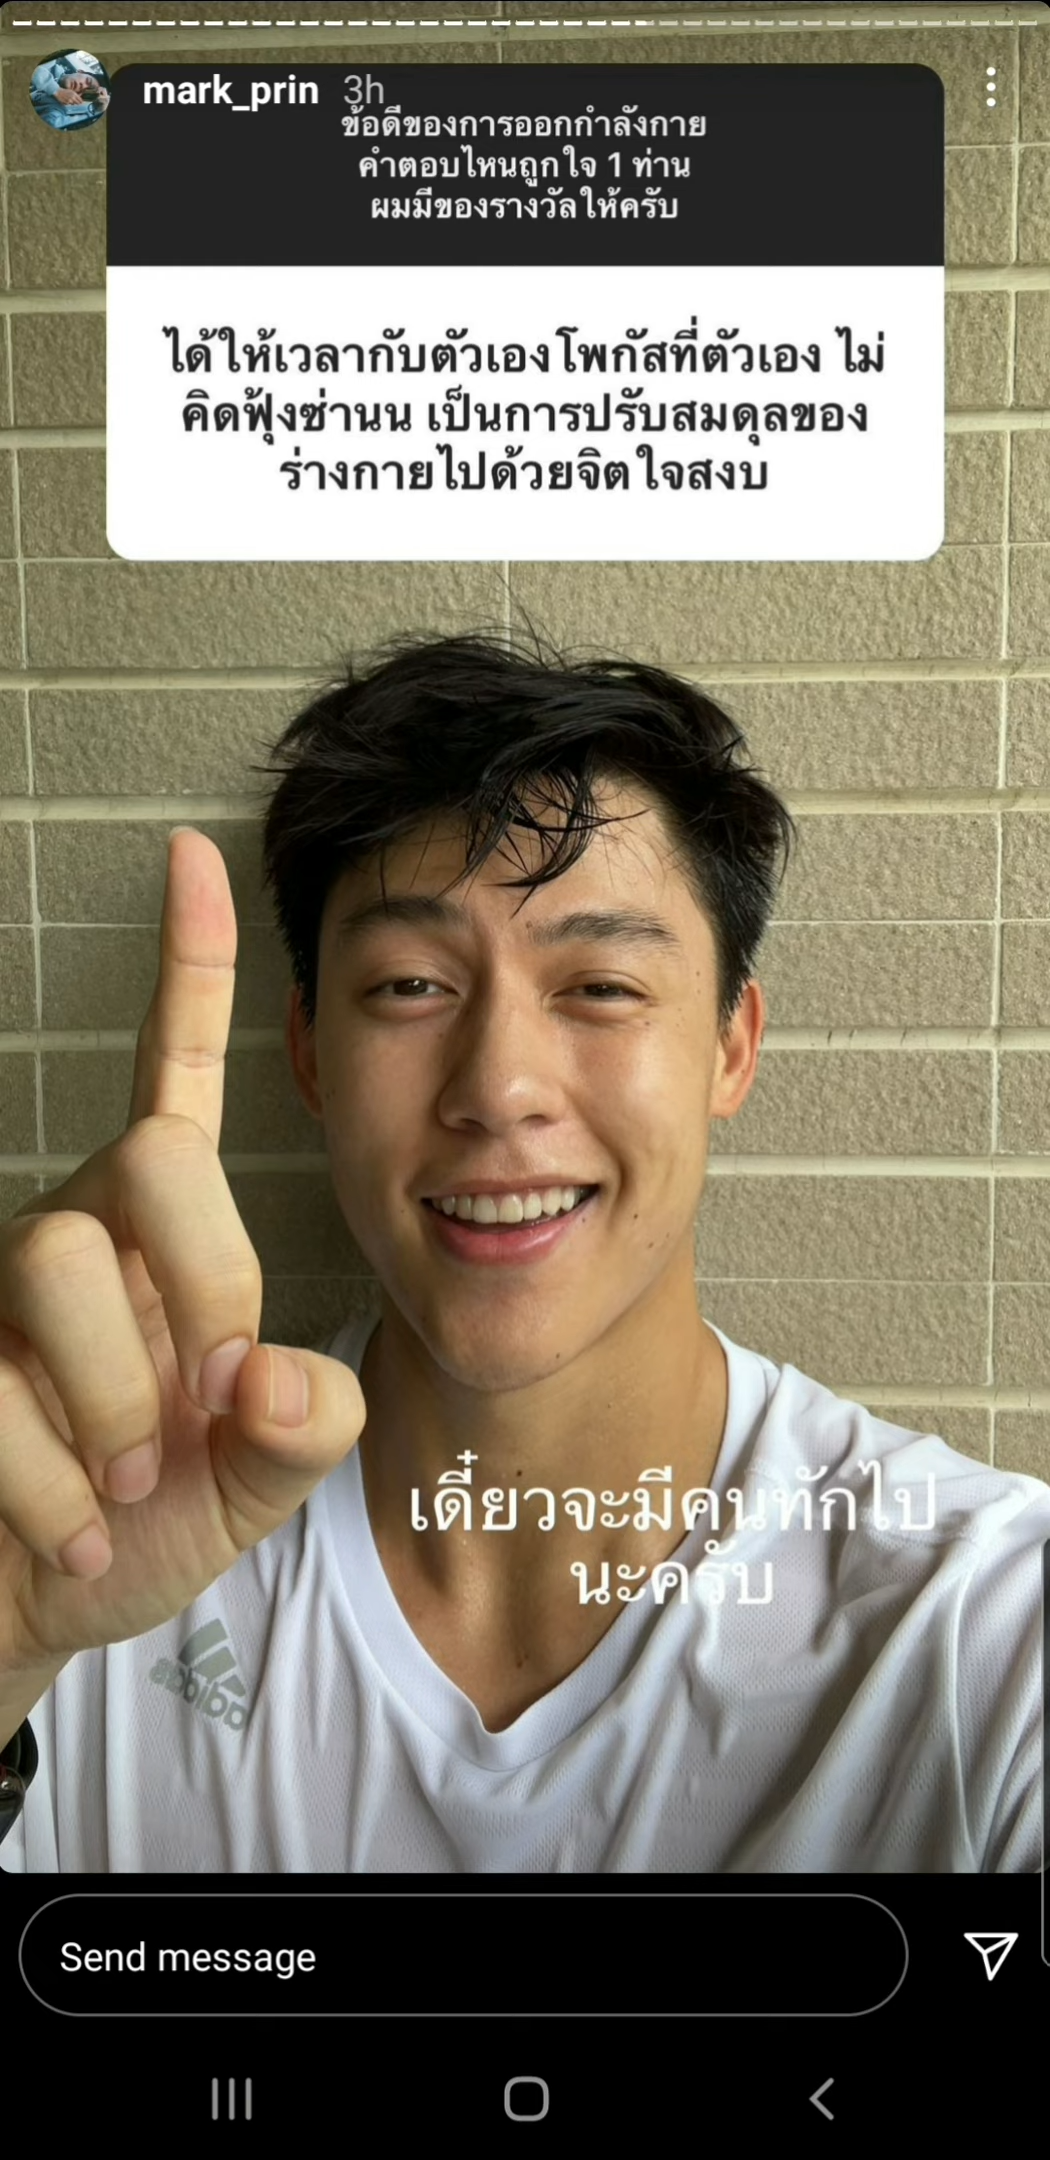 mark_prin 3h
ข้อดีของการออกกำลังกาย
คำตอบไหนถูกใจ 1 ท่าน
ผมมีของรางวัลให้ครับ
ได้ให้เวลากับตัวเองโพกัสที่ตัวเอง ไม่
คิดฟุ้งซ่านน เป็นการปรับสมดุลของ
ร่างกายไปด้วยจิตใจสงบ
เดี๋ยวจะมีคนทักไป
นะครับ
adidas
Send message